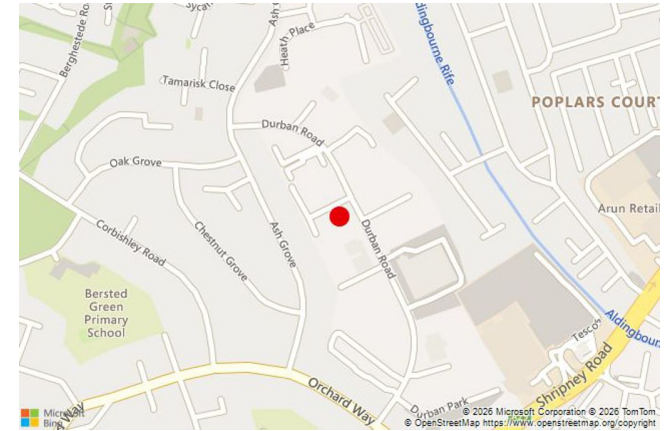 Heath Place
Aldingbourne Rife
Berghestede
Tamarisk Close
POPLARS COURT
Durban Road
Oak Grove
Arun Retail
Corbishley Road
Chestnut Grove
Ash Grove
Durban Road
Bersted
Green
Primary
School
Tesco's
Shripney Road
Orchard Way
Durban Park
Way
Microsoft
Bing
© 2026 Microsoft Corporation © 2026 TomTom
© OpenStreetMap https://www.openstreetmap.org/copyright